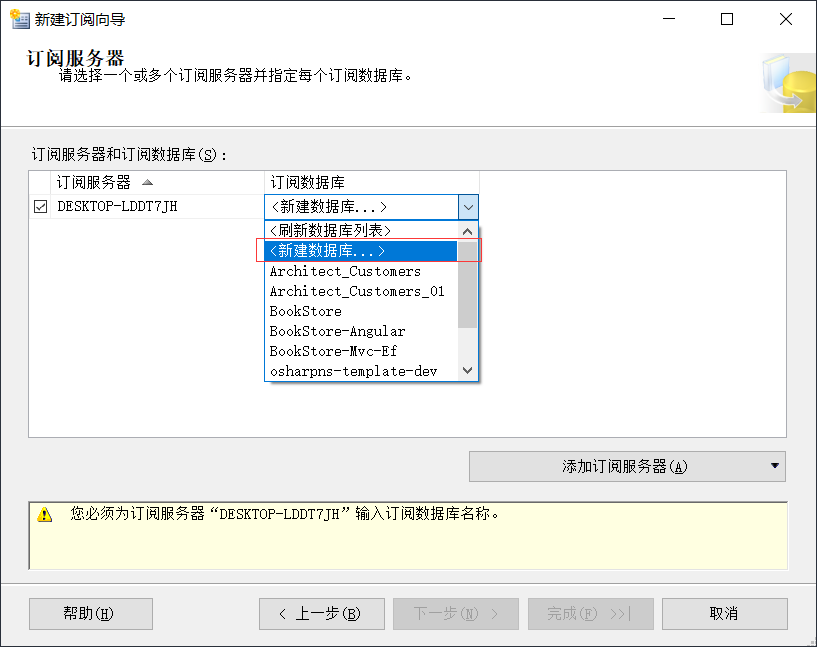 新建订阅向导
订阅服务器
请选择一个或多个订阅服务器并指定每个订阅数据库。
订阅服务器和订阅数据库(S)：
订阅服务器 订阅数据库
DESKTOP-LDDT7JH <新建数据库...>
<刷新数据库列表>
<新建数据库...>
Architect_Customers
Architect_Customers_01
BookStore
BookStore-Angular
BookStore-Mvc-Ef
osharpns-template-dev
添加订阅服务器(A)
您必须为订阅服务器“DESKTOP-LDDT7JH”输入订阅数据库名称。
帮助(H) < 上一步(B) 下一步(N) > 完成(F) >>| 取消